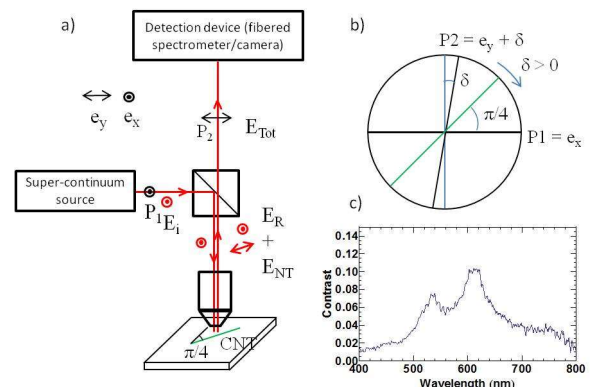 a)
Detection device (fibered
spectrometer/camera)
e_y
e_x
P_2
E_Tot
Super-continuum
source
P_1
E_i
E_R
+
E_NT
CNT
π/4
b)
P2 = e_y + δ
δ > 0
δ
π/4
P1 = e_x
c)
Contrast
0.14
0.12
0.10
0.08
0.06
0.04
0.02
0.00
400 500 600 700 800
Wavelength (nm)